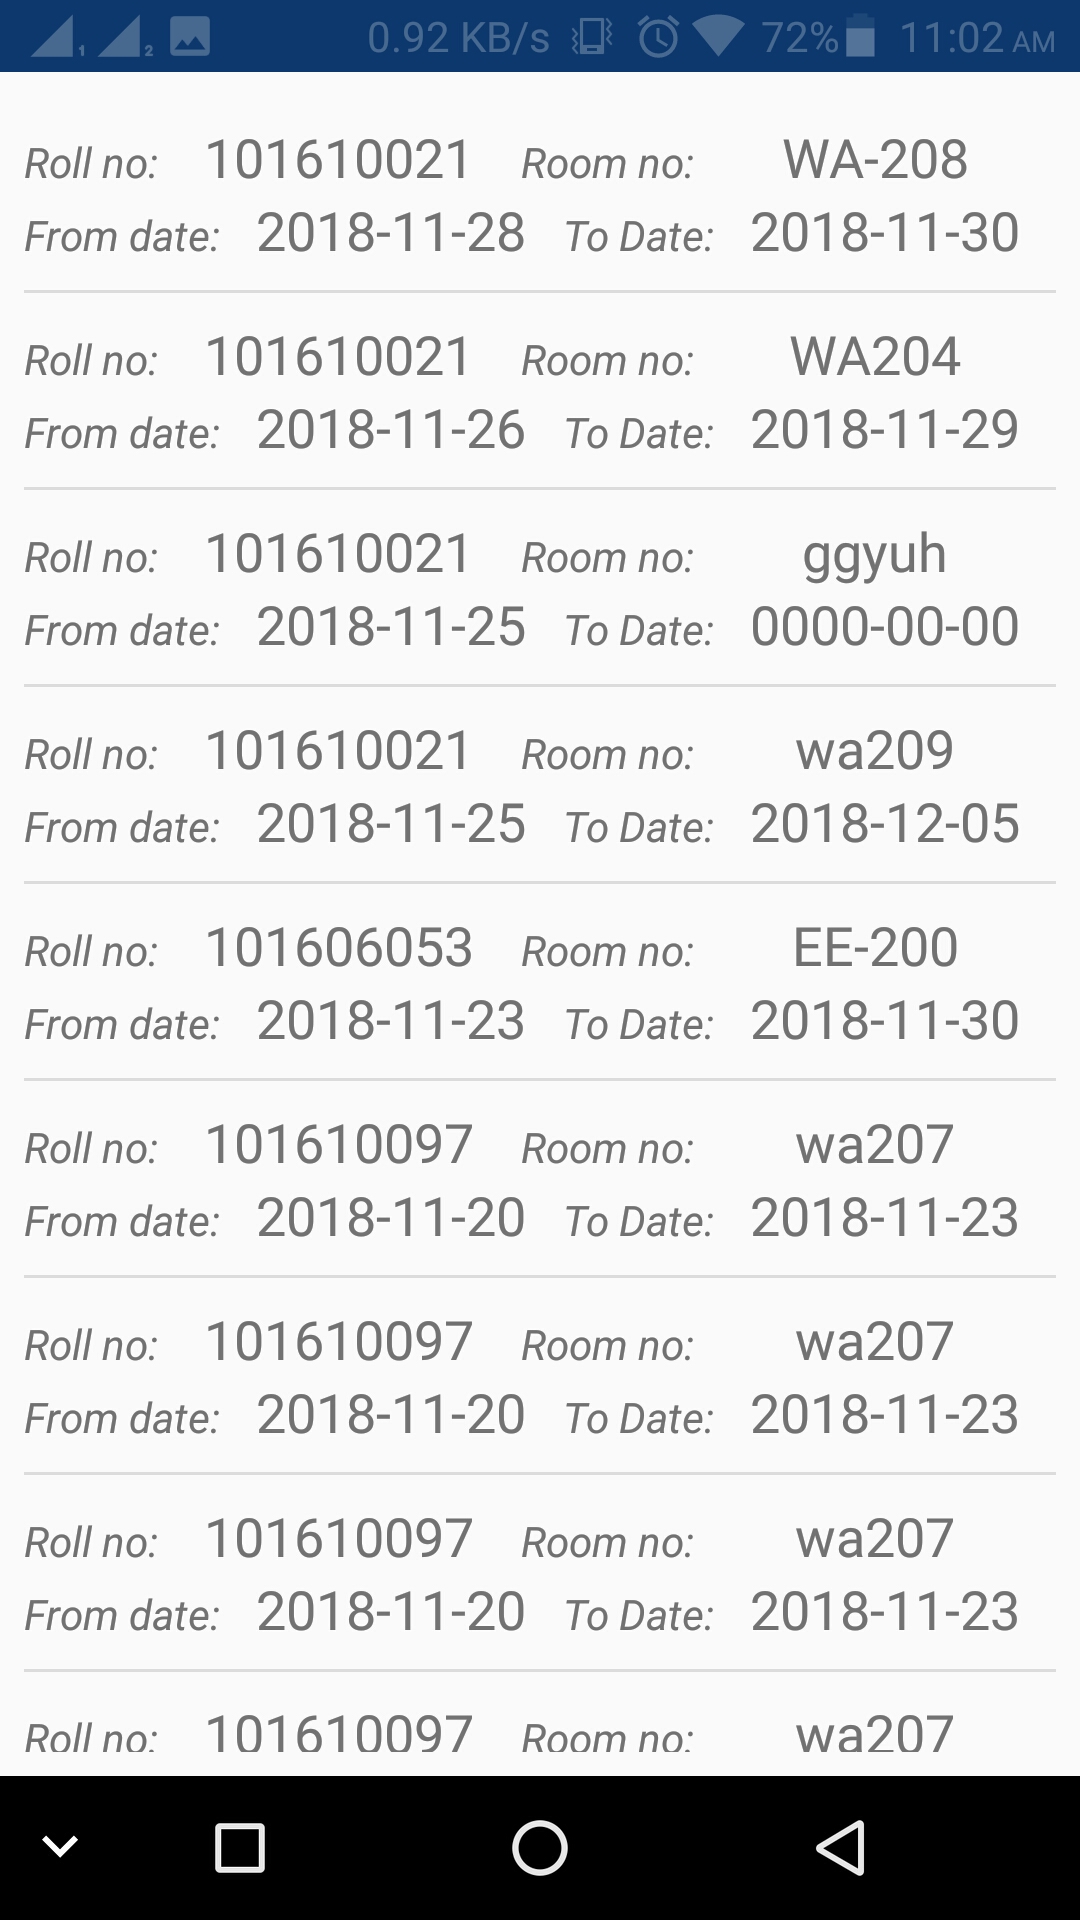 1 2 0.92 KB/s 72% 11:02 AM
Roll no: 101610021 Room no: WA-208
From date: 2018-11-28 To Date: 2018-11-30
Roll no: 101610021 Room no: WA204
From date: 2018-11-26 To Date: 2018-11-29
Roll no: 101610021 Room no: ggyuh
From date: 2018-11-25 To Date: 0000-00-00
Roll no: 101610021 Room no: wa209
From date: 2018-11-25 To Date: 2018-12-05
Roll no: 101606053 Room no: EE-200
From date: 2018-11-23 To Date: 2018-11-30
Roll no: 101610097 Room no: wa207
From date: 2018-11-20 To Date: 2018-11-23
Roll no: 101610097 Room no: wa207
From date: 2018-11-20 To Date: 2018-11-23
Roll no: 101610097 Room no: wa207
From date: 2018-11-20 To Date: 2018-11-23
Roll no: 101610097 Room no: wa207